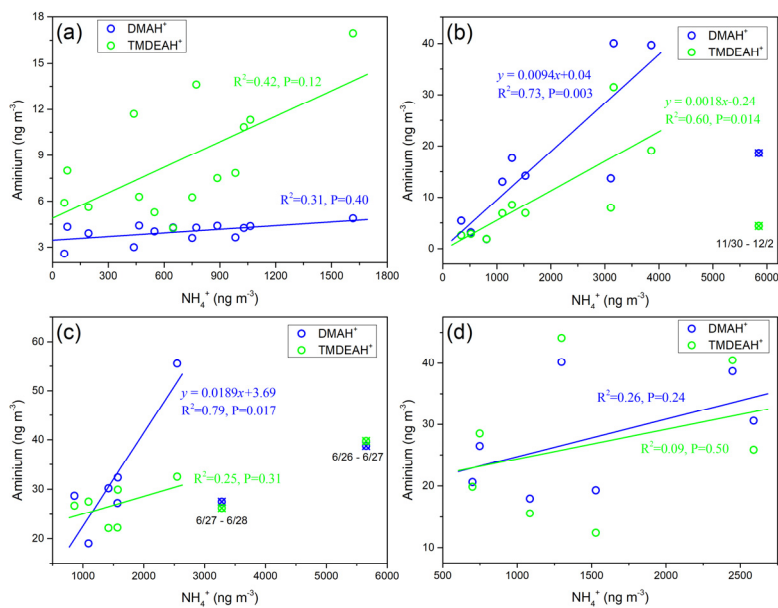 (a)
DMAH⁺
TMDEAH⁺
R²=0.42, P=0.12
R²=0.31, P=0.40
Aminium (ng m⁻³)
18
15
12
9
6
3
0
300
600
900
1200
1500
1800
NH₄⁺ (ng m⁻³)
(b)
DMAH⁺
TMDEAH⁺
y = 0.0094x+0.04
R²=0.73, P=0.003
y = 0.0018x-0.24
R²=0.60, P=0.014
11/30 - 12/2
Aminium (ng m⁻³)
40
30
20
10
0
0
1000
2000
3000
4000
5000
6000
NH₄⁺ (ng m⁻³)
(c)
DMAH⁺
TMDEAH⁺
y = 0.0189x+3.69
R²=0.79, P=0.017
R²=0.25, P=0.31
6/26 - 6/27
6/27 - 6/28
Aminium (ng m⁻³)
60
50
40
30
20
1000
2000
3000
4000
5000
6000
NH₄⁺ (ng m⁻³)
(d)
DMAH⁺
TMDEAH⁺
R²=0.26, P=0.24
R²=0.09, P=0.50
Aminium (ng m⁻³)
40
30
20
10
500
1000
1500
2000
2500
NH₄⁺ (ng m⁻³)